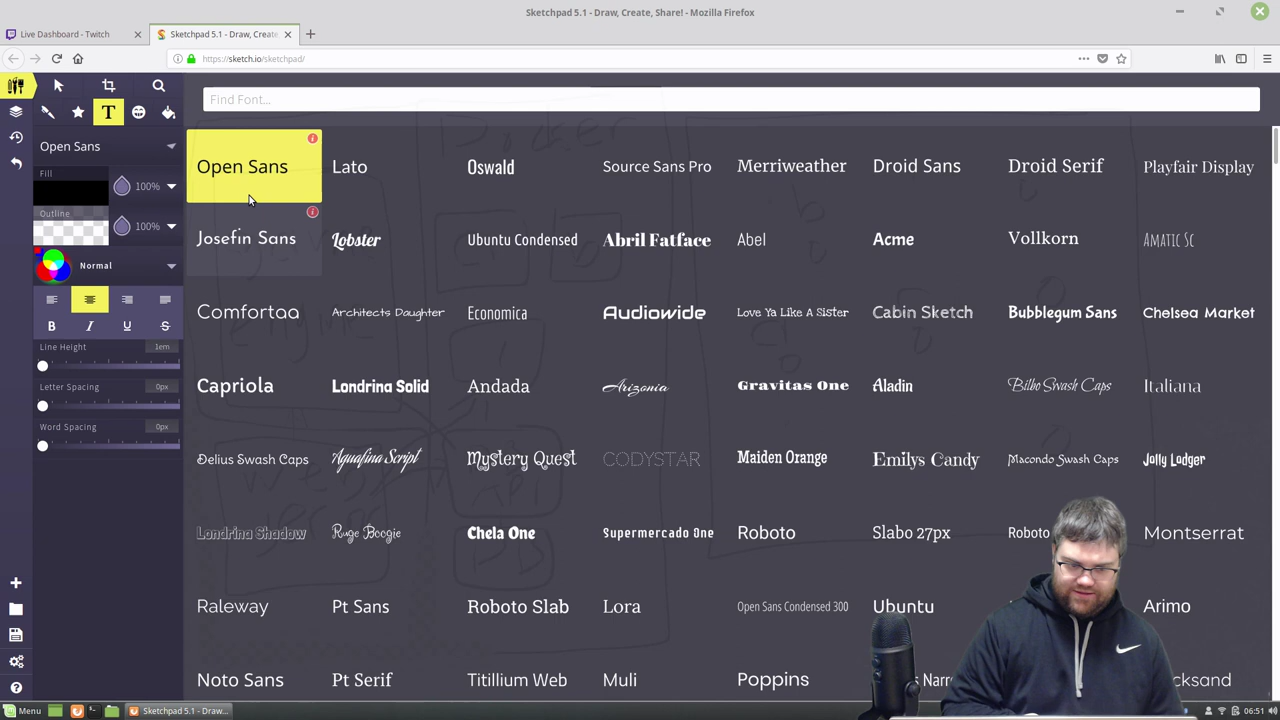 Sketchpad 5.1 - Draw, Create, Share! - Mozilla Firefox
Live Dashboard - Twitch
Sketchpad 5.1 - Draw, Create
https://sketch.io/sketchpad/
Find Font...
Open Sans
Fill
100%
Outline
100%
Normal
B I U S
Line Height 1em
Letter Spacing 0px
Word Spacing 0px
Docker
Open Sans Lato Oswald Source Sans Pro Merriweather Droid Sans Droid Serif Playfair Display
Josefin Sans Lobster Ubuntu Condensed Abril Fatface Abel Acme Vollkorn Amatic Sc
Comfortaa Architects Daughter Economica Audiowide Love Ya Like A Sister Cabin Sketch Bubblegum Sans Chelsea Market
Capriola Londrina Solid Andada Arizonia Gravitas One Aladin Bilbo Swash Caps Italiana
Delius Swash Caps Aguafina Script Mystery Quest CODYSTAR Maiden Orange Emilys Candy Macondo Swash Caps Jolly Lodger
Londrina Shadow Ruge Boogie Chela One Supermercado One Roboto Slabo 27px Roboto Montserrat
Raleway Pt Sans Roboto Slab Lora Open Sans Condensed 300 Ubuntu Arimo
Noto Sans Pt Serif Titillium Web Muli Poppins
Menu
Sketchpad 5.1 - Draw...
06:51